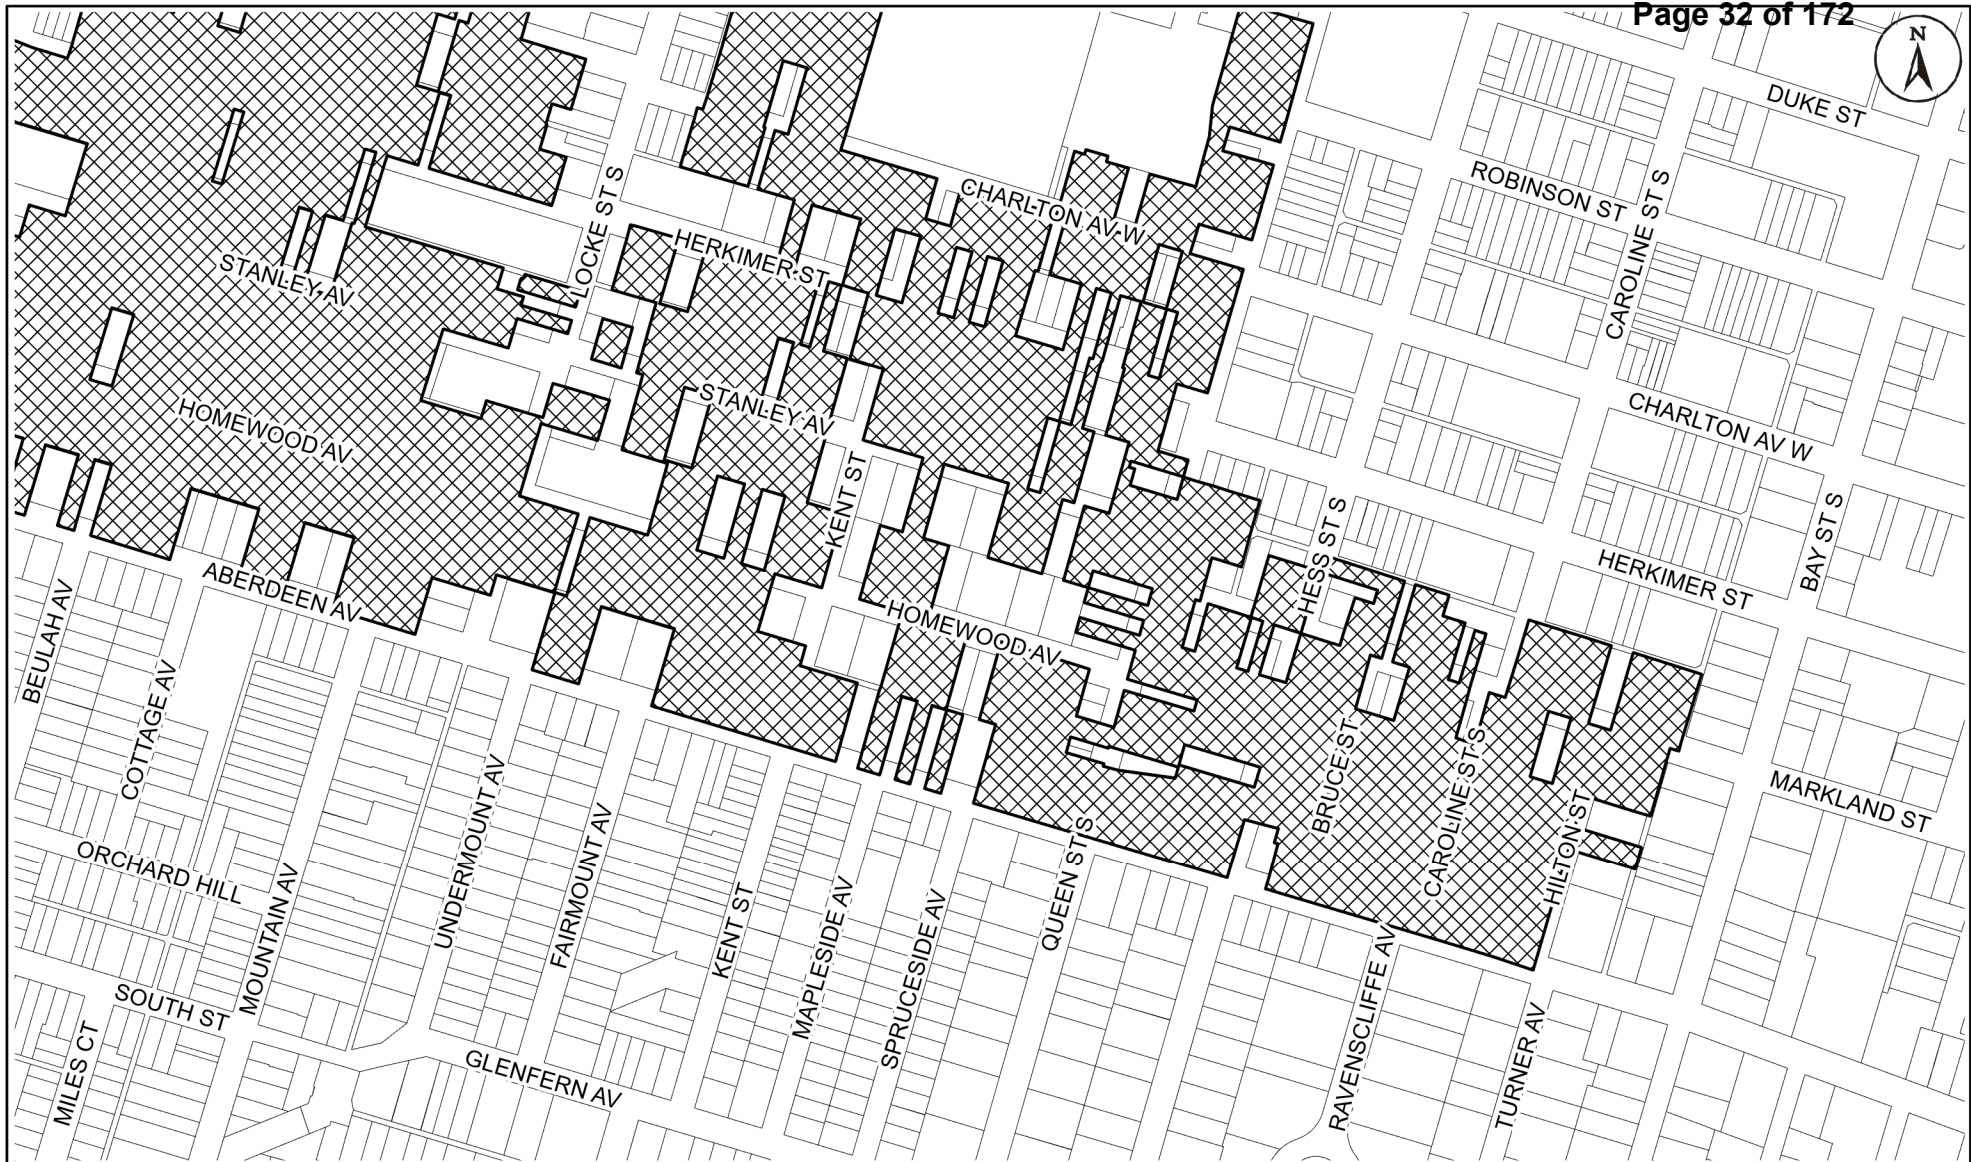 Page 32 of 172
N
DUKE ST
ROBINSON ST
CAROLINE ST S
CHARLTON AV W
LOCKE ST S
HERKIMER ST
STANLEY AV
STANLEY AV
CHARLTON AV W
HOMEWOOD AV
KENT ST
BAY ST S
HESS ST S
HERKIMER ST
ABERDEEN AV
BEULAH AV
HOMEWOOD AV
COTTAGE AV
BRUCE ST
CAROLINE ST S
MARKLAND ST
HILTON ST
UNDERMOUNT AV
FAIRMOUNT AV
ORCHARD HILL
MOUNTAIN AV
KENT ST
MAPLESIDE AV
SPRUCESIDE AV
QUEEN ST S
RAVENSCLIFFE AV
SOUTH ST
MILES CT
GLENFERN AV
TURNER AV